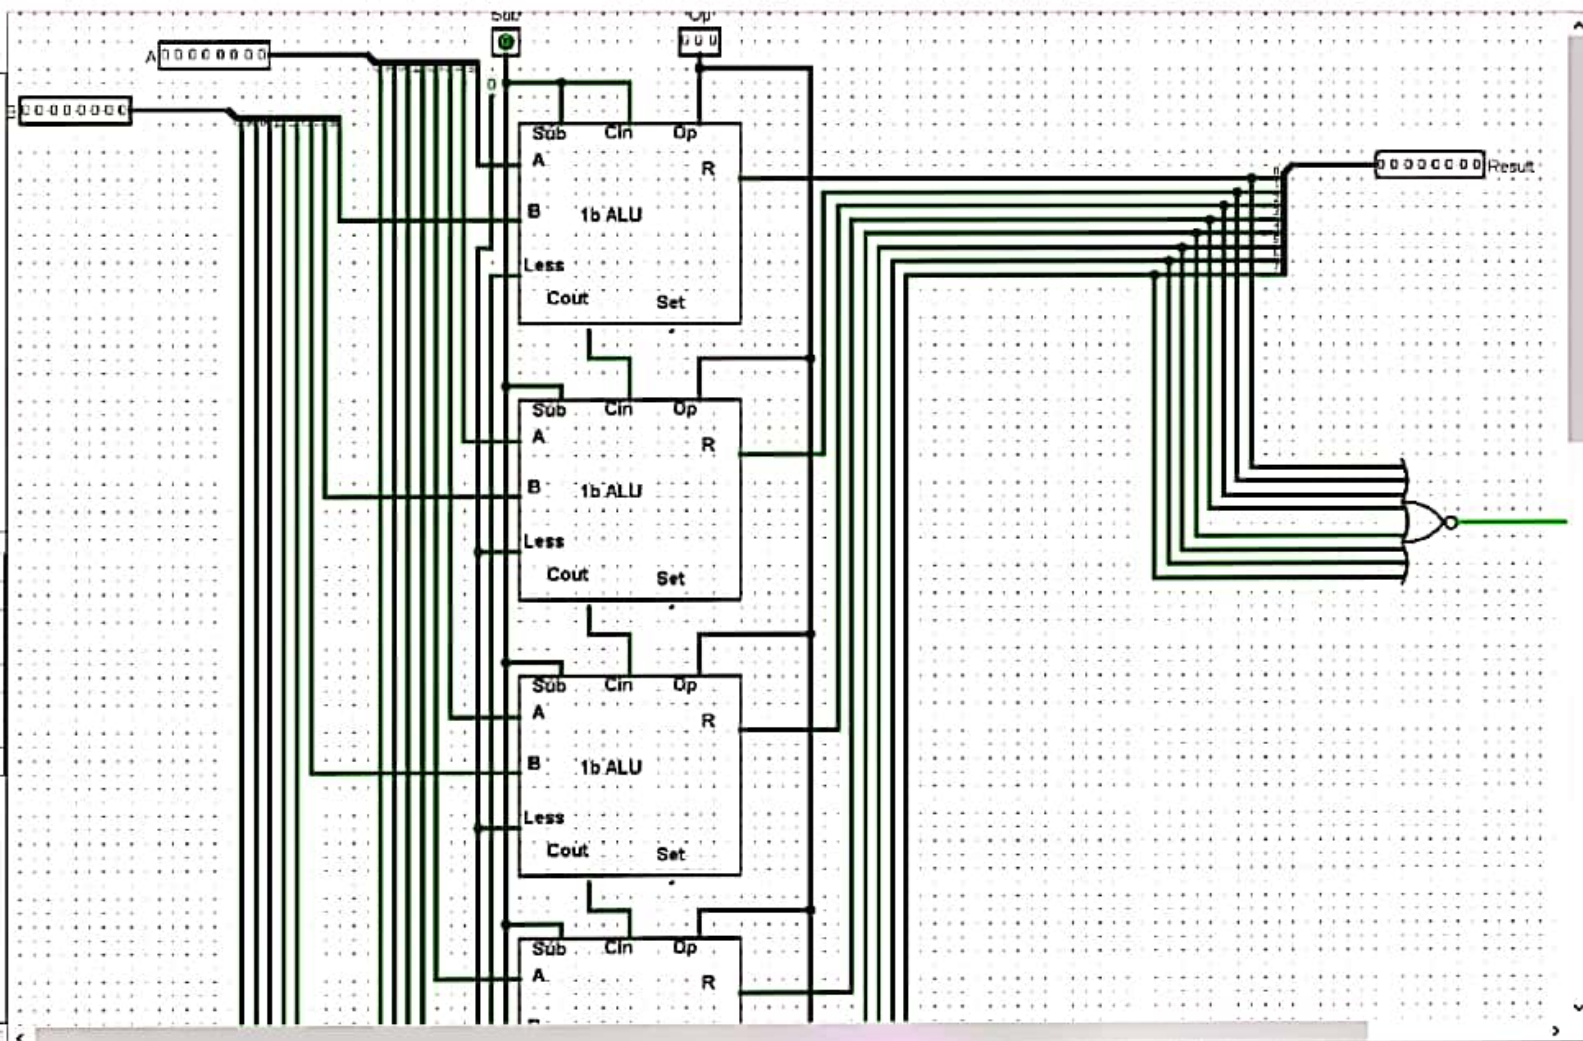 Sub Op
A 00000000
0
00000000
Sub Cin Op
A R
B 1b ALU
Less
Cout Set
00000000 Result
Sub Cin Op
A R
B 1b ALU
Less
Cout Set
Sub Cin Op
A R
B 1b ALU
Less
Cout Set
Sub Cin Op
A R